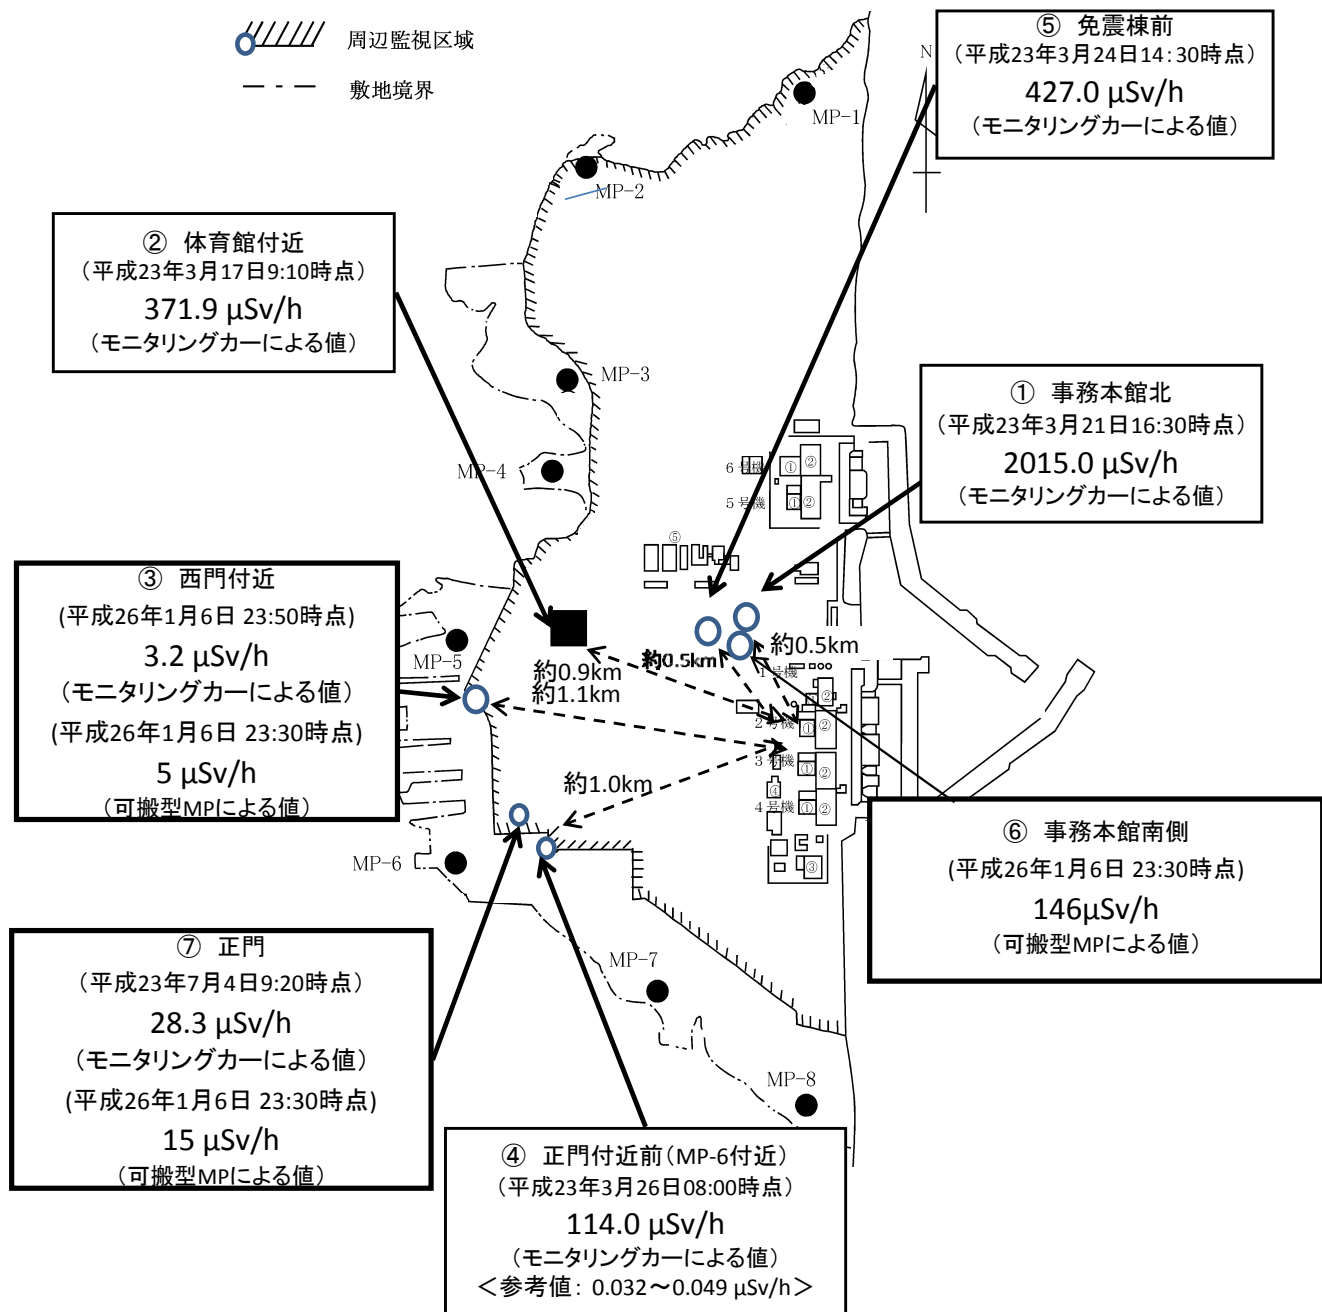 周辺監視区域
敷地境界
⑤ 免震棟前
(平成23年3月24日14:30時点)
427.0 μSv/h
(モニタリングカーによる値)
N
MP-1
MP-2
② 体育館付近
(平成23年3月17日9:10時点)
371.9 μSv/h
(モニタリングカーによる値)
MP-3
① 事務本館北
(平成23年3月21日16:30時点)
2015.0 μSv/h
(モニタリングカーによる値)
MP-4
6号機
① ②
5号機
① ②
⑤
③ 西門付近
(平成26年1月6日 23:50時点)
3.2 μSv/h
(モニタリングカーによる値)
(平成26年1月6日 23:30時点)
5 μSv/h
(可搬型MPによる値)
MP-5
約0.9km
約1.1km
約0.5km
約0.5km
1号機
②
2号機
① ②
3号機
① ②
約1.0km
④
4号機
① ②
③
MP-6
⑥ 事務本館南側
(平成26年1月6日 23:30時点)
146μSv/h
(可搬型MPによる値)
⑦ 正門
(平成23年7月4日9:20時点)
28.3 μSv/h
(モニタリングカーによる値)
(平成26年1月6日 23:30時点)
15 μSv/h
(可搬型MPによる値)
MP-7
MP-8
④ 正門付近前(MP-6付近)
(平成23年3月26日08:00時点)
114.0 μSv/h
(モニタリングカーによる値)
<参考値: 0.032～0.049 μSv/h>